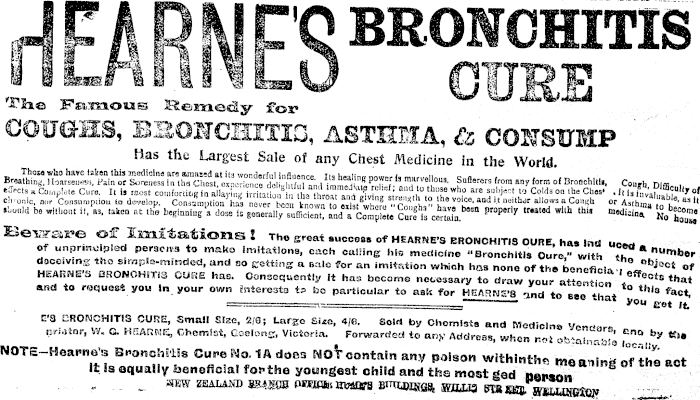 HEARNE'S BRONCHITIS
CURE
The Famous Remedy for
COUGHS, BRONCHITIS, ASTHMA, & CONSUMP
Has the Largest Sale of any Chest Medicine in the World.
Those who have taken this medicine are amazed at its wonderful influence. Its healing power is marvellous. Sufferers from any form of Bronchitis, Cough, Difficulty of
Breathing, Hoarseness, Pain or Soreness in the Chest, experience delightful and immediate relief; and to those who are subject to Colds on the Chest it is invaluable, as it
effects a Complete Cure. It is most comforting in allaying irritation in the throat and giving strength to the voice, and it neither allows a Cough or Asthma to become
chronic, nor Consumption to develop. Consumption has never been known to exist where "Coughs" have been properly treated with this medicine. No house
should be without it, as, taken at the beginning a dose is generally sufficient, and a Complete Cure is certain.
Beware of Imitations! The great success of HEARNE'S BRONCHITIS CURE, has ind uced a number
of unprincipled persons to make imitations, each calling his medicine "Bronchitis Cure," with the object of
deceiving the simple-minded, and so getting a sale for an imitation which has none of the beneficial effects that
HEARNE'S BRONCHITIS CURE has. Consequently it has become necessary to draw your attention to this fact,
and to request you in your own interests to be particular to ask for HEARNE'S and to see that you get it.
E'S BRONCHITIS CURE, Small Size, 2/6; Large Size, 4/6. Sold by Chemists and Medicine Vendors, and by the
prietor, W. G. HEARNE, Chemist, Geelong, Victoria. Forwarded to any Address, when not obtainable locally.
NOTE—Hearne's Bronchitis Cure No. 1A does NOT contain any poison withinthe meaning of the act
It is equally beneficial for the youngest child and the most ged person
NEW ZEALAND BRANCH OFFICE: HUME'S BUILDINGS, WILLIS STREET, WELLINGTON